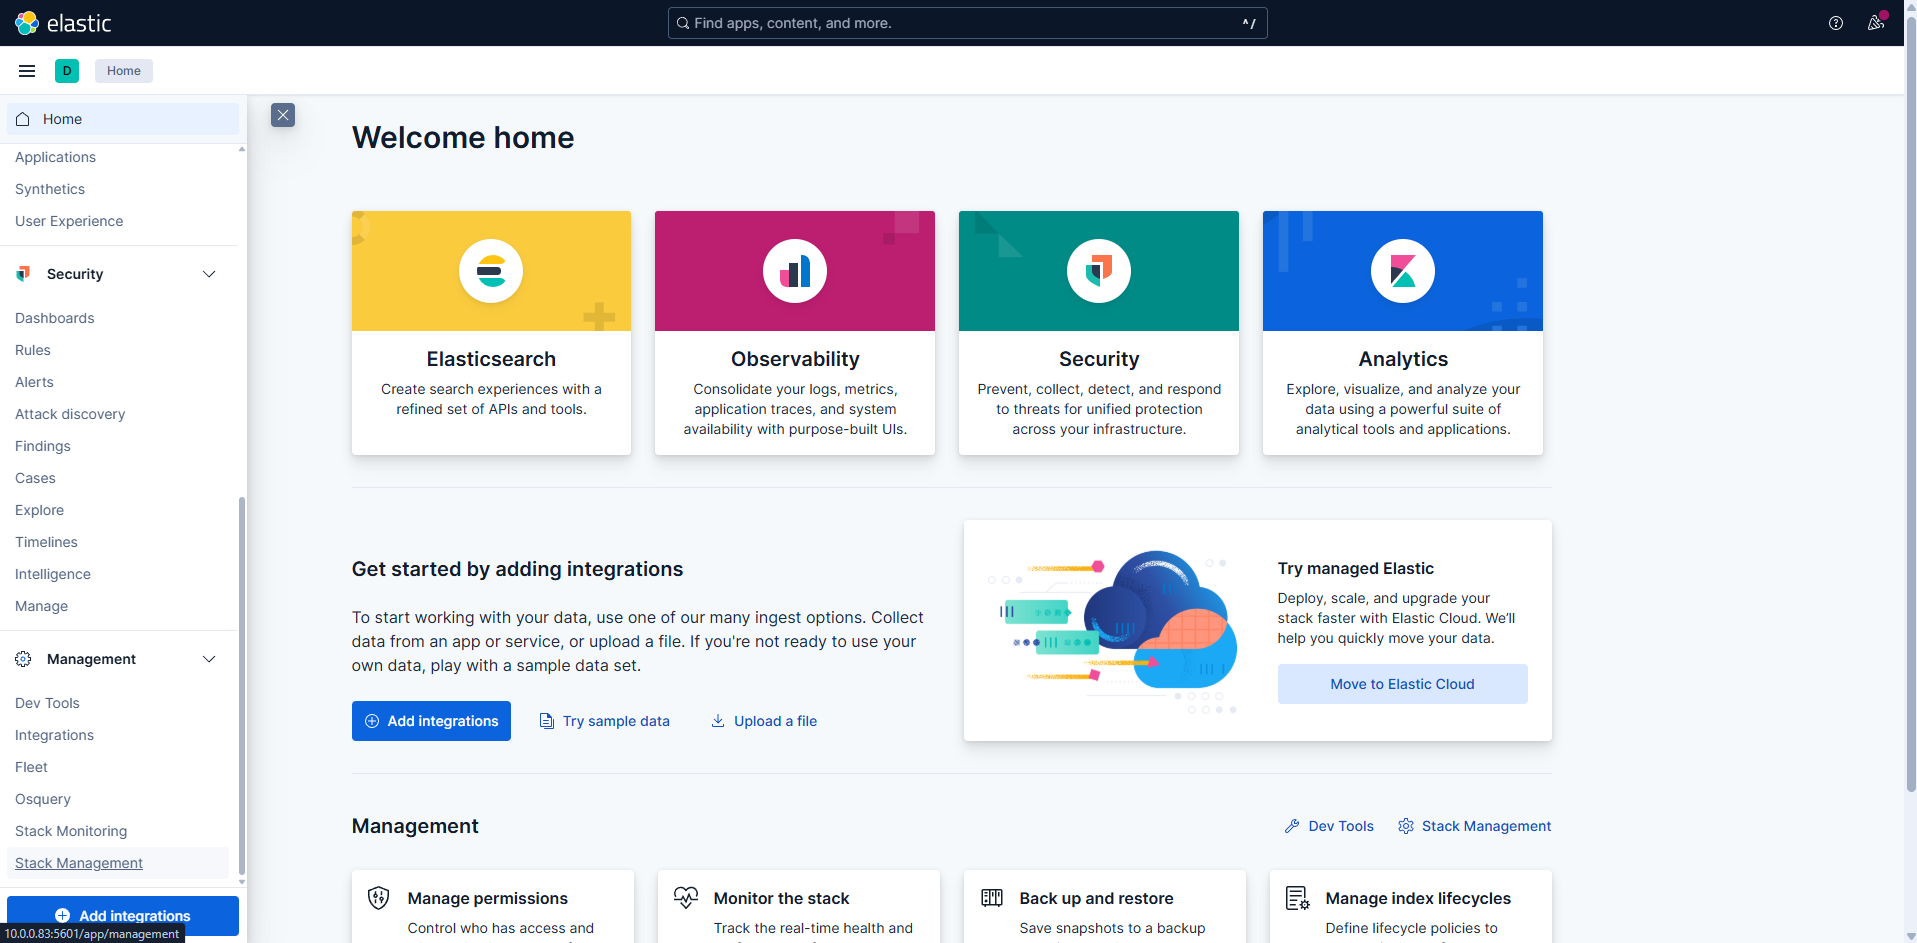 elastic
Find apps, content, and more.
^/
D
Home
Home
Applications
Synthetics
User Experience
Security
Dashboards
Rules
Alerts
Attack discovery
Findings
Cases
Explore
Timelines
Intelligence
Manage
Management
Dev Tools
Integrations
Fleet
Osquery
Stack Monitoring
Stack Management
Add integrations
10.0.0.83:5601/app/management
Welcome home
Elasticsearch
Create search experiences with a
refined set of APIs and tools.
Observability
Consolidate your logs, metrics,
application traces, and system
availability with purpose-built UIs.
Security
Prevent, collect, detect, and respond
to threats for unified protection
across your infrastructure.
Analytics
Explore, visualize, and analyze your
data using a powerful suite of
analytical tools and applications.
Get started by adding integrations
To start working with your data, use one of our many ingest options. Collect
data from an app or service, or upload a file. If you're not ready to use your
own data, play with a sample data set.
Add integrations
Try sample data
Upload a file
Try managed Elastic
Deploy, scale, and upgrade your
stack faster with Elastic Cloud. We’ll
help you quickly move your data.
Move to Elastic Cloud
Management
Dev Tools
Stack Management
Manage permissions
Control who has access and
Monitor the stack
Track the real-time health and
Back up and restore
Save snapshots to a backup
Manage index lifecycles
Define lifecycle policies to